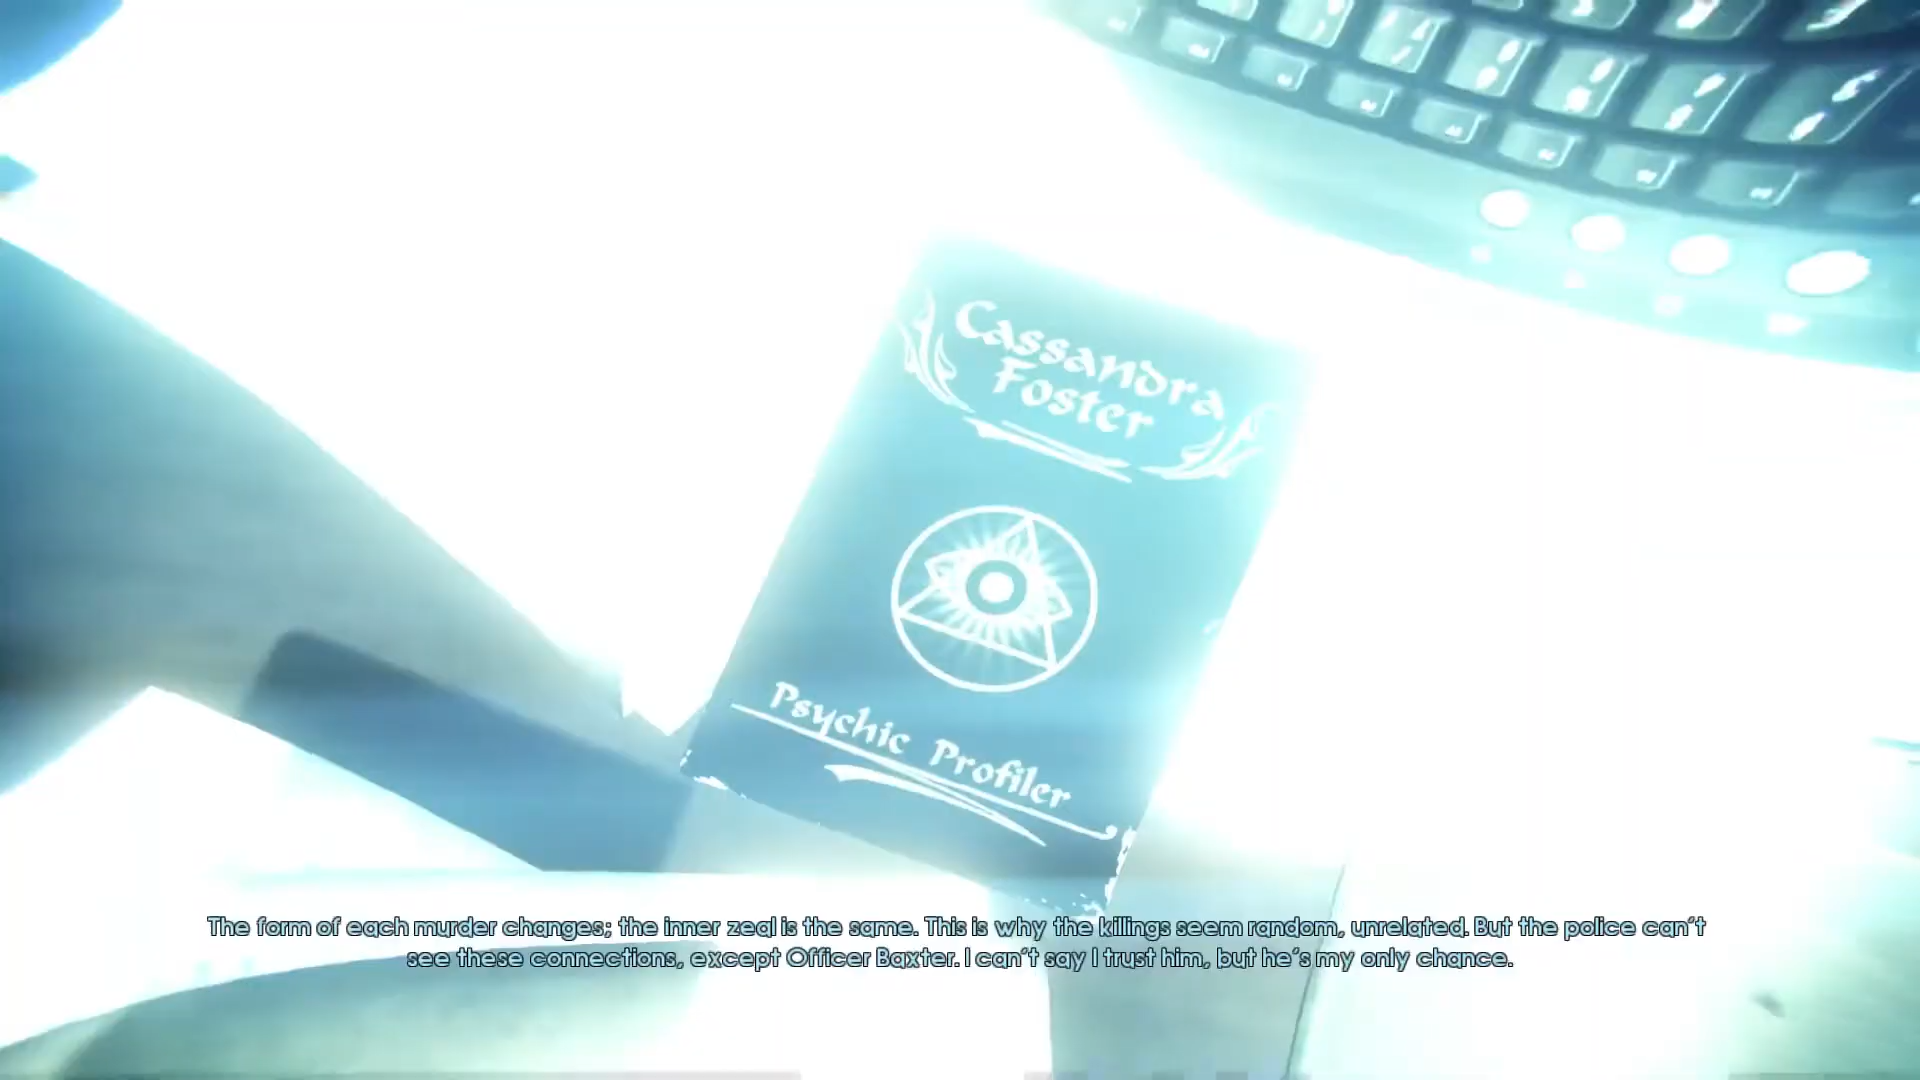 Cassandra
Foster
Psychic Profiler
The form of each murder changes; the inner zeal is the same. This is why the killings seem random, unrelated. But the police can't
see these connections, except Officer Baxter. I can't say I trust him, but he's my only chance.